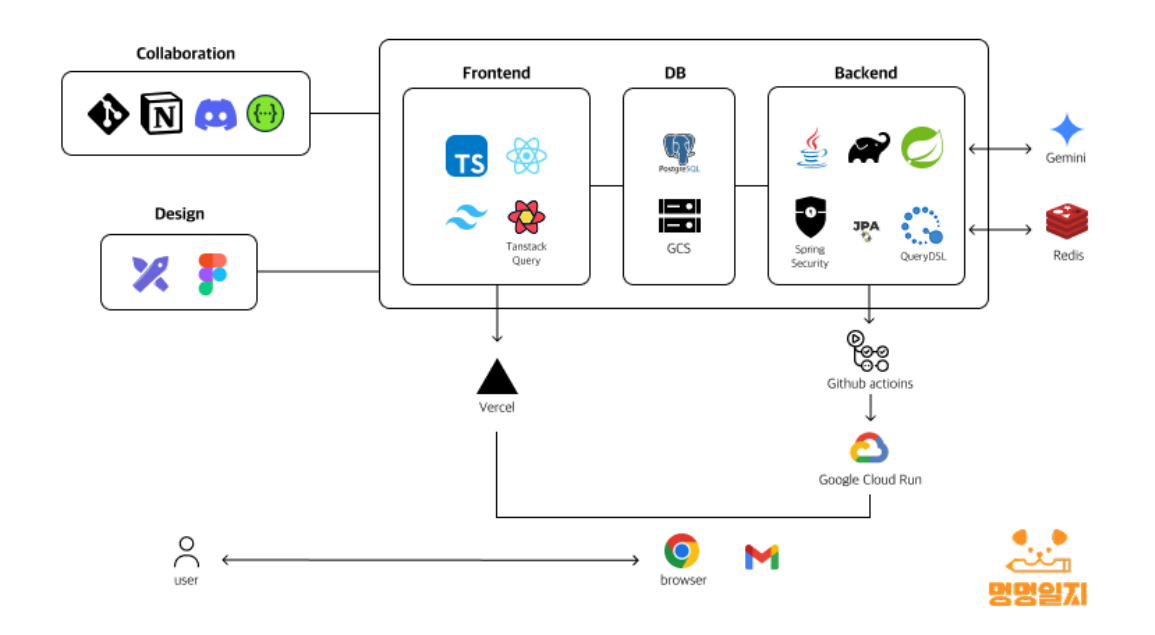 Collaboration
N
Design
Frontend
TS
Tanstack
Query
DB
PostgreSQL
GCS
Backend
Spring
Security
JPA
QueryDSL
Gemini
Redis
Vercel
Github actioins
Google Cloud Run
user
browser
멍멍일지